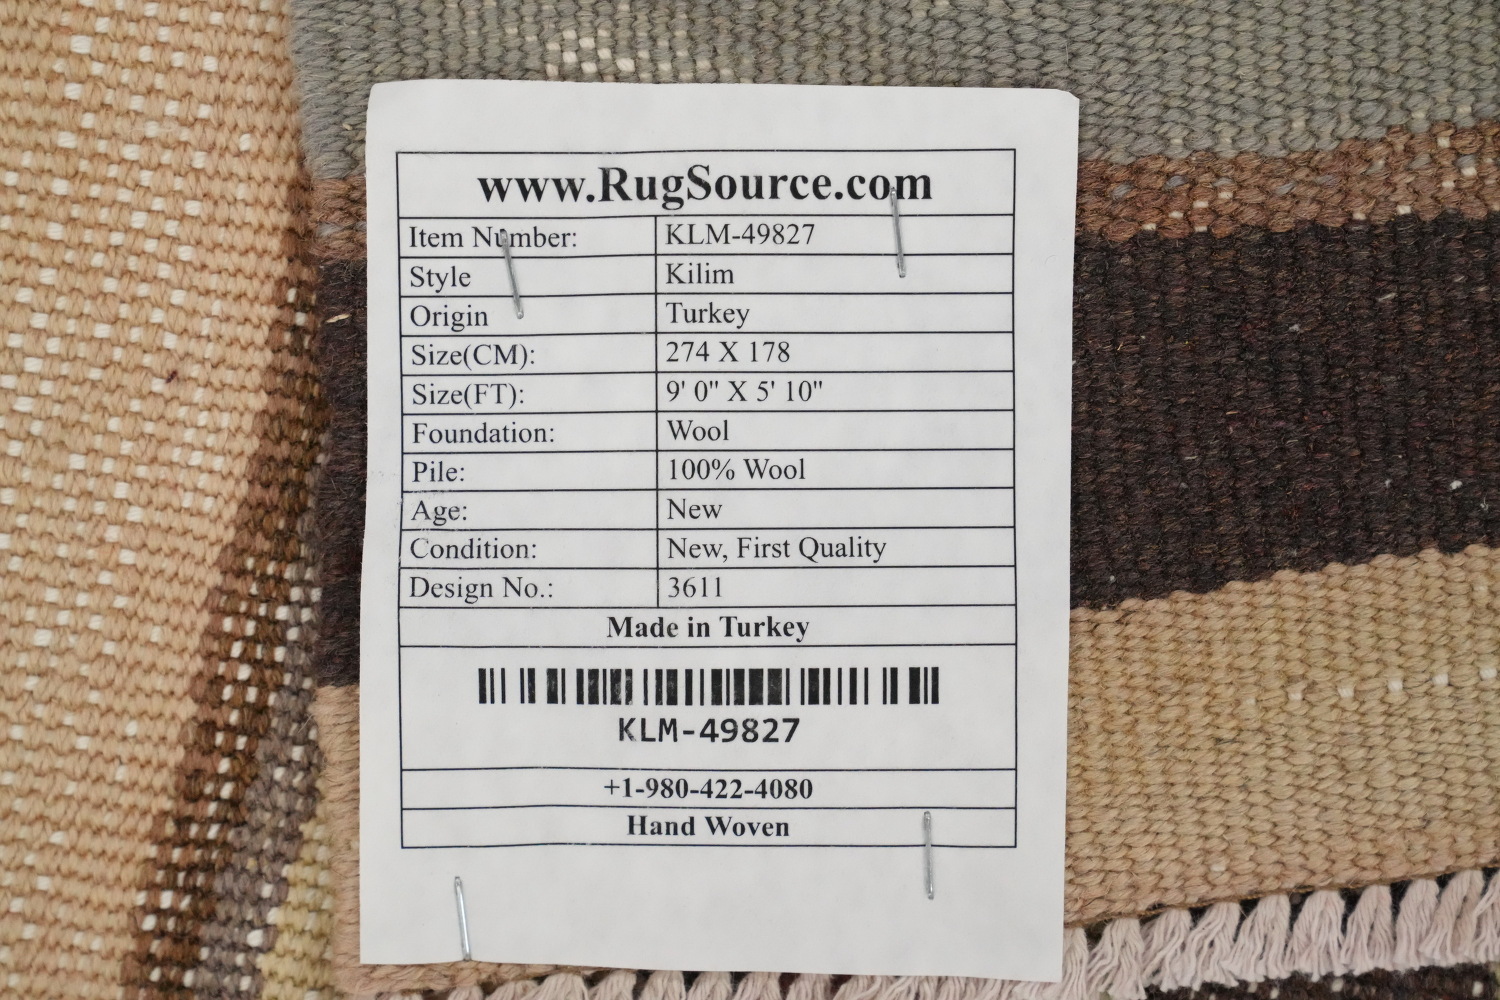 www.RugSource.com
Item Number: KLM-49827
Style Kilim
Origin Turkey
Size(CM): 274 X 178
Size(FT): 9' 0" X 5' 10"
Foundation: Wool
Pile: 100% Wool
Age: New
Condition: New, First Quality
Design No.: 3611
Made in Turkey
KLM-49827
+1-980-422-4080
Hand Woven